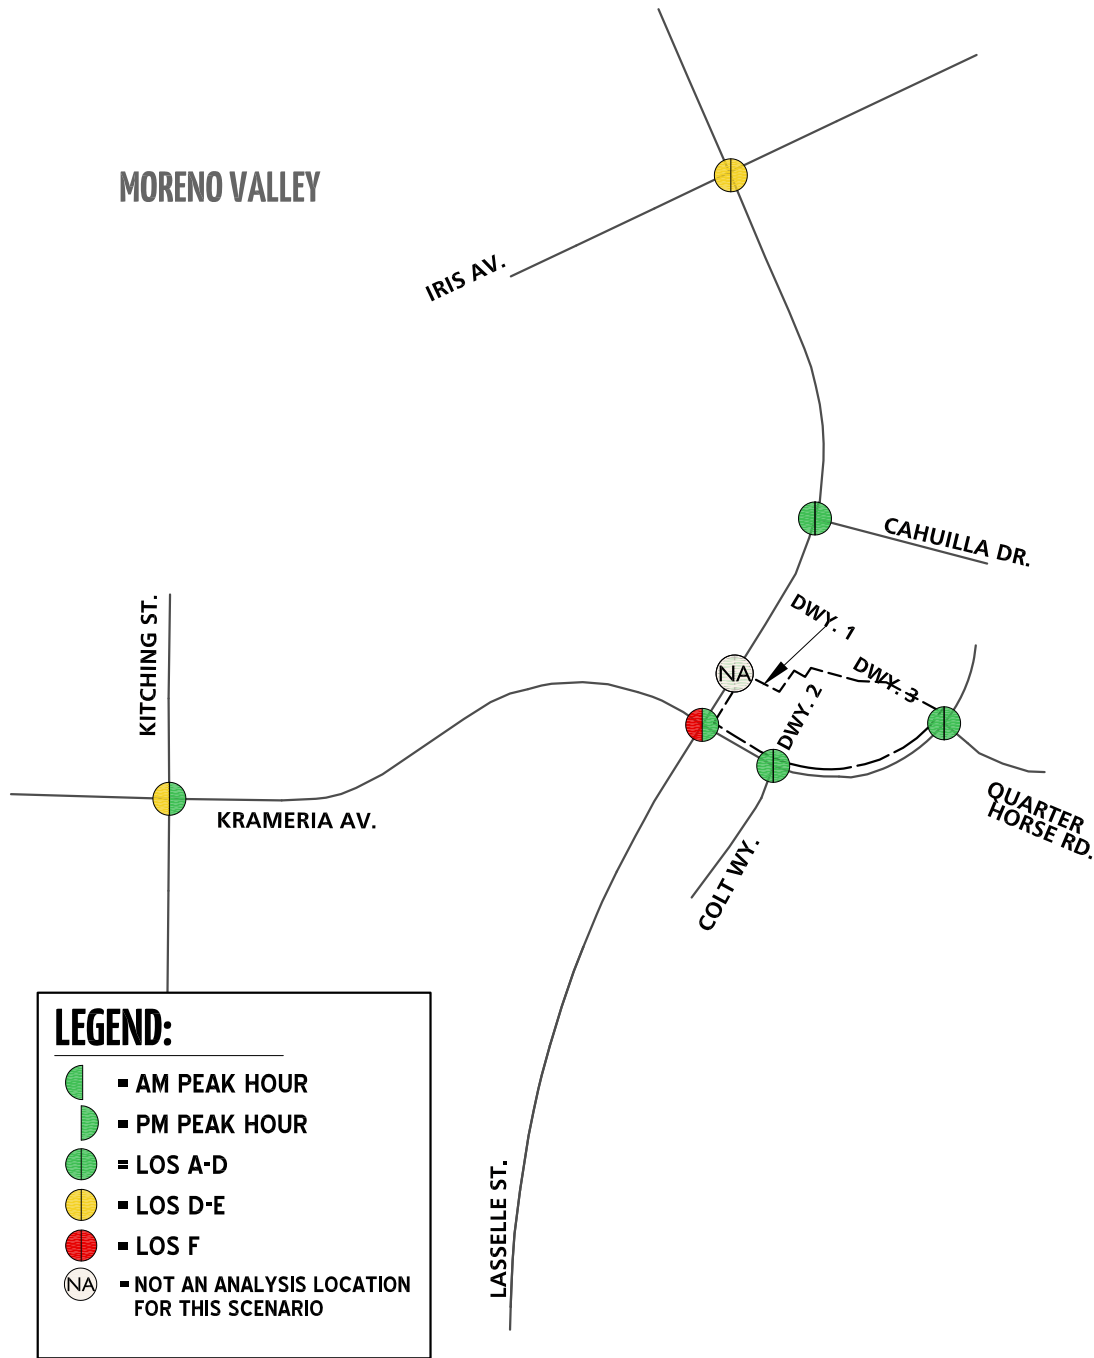 MORENO VALLEY
IRIS AV.
CAHUILLA DR.
DWY. 1
KITCHING ST.
DWY. 3
NA
DWY. 2
KRAMERIA AV.
QUARTER
HORSE RD.
COLT WY.
LASSELLE ST.
LEGEND:
= AM PEAK HOUR
= PM PEAK HOUR
= LOS A-D
= LOS D-E
= LOS F
NA = NOT AN ANALYSIS LOCATION
FOR THIS SCENARIO